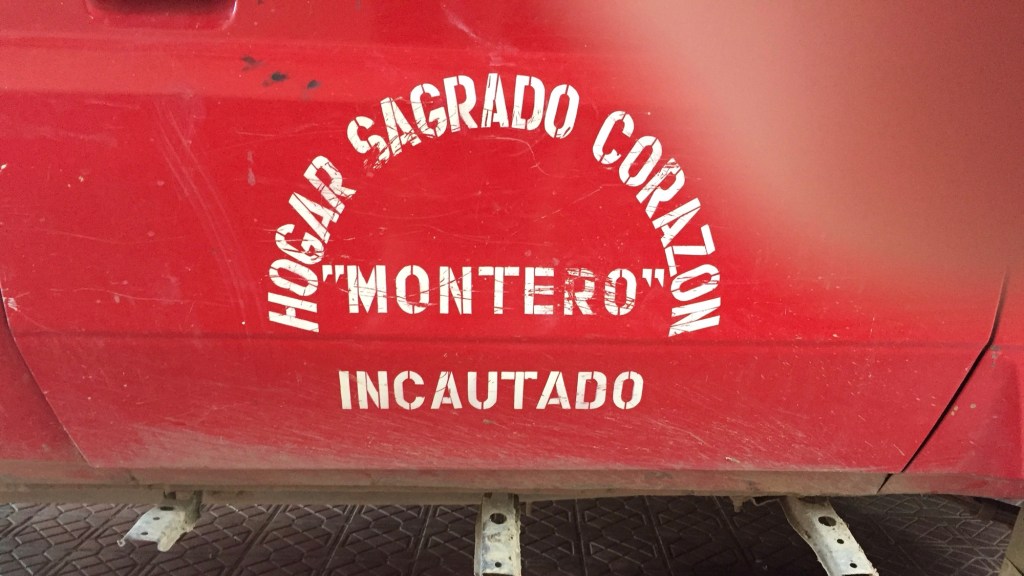 HOGAR SAGRADO CORAZON
"MONTERO"
INCAUTADO